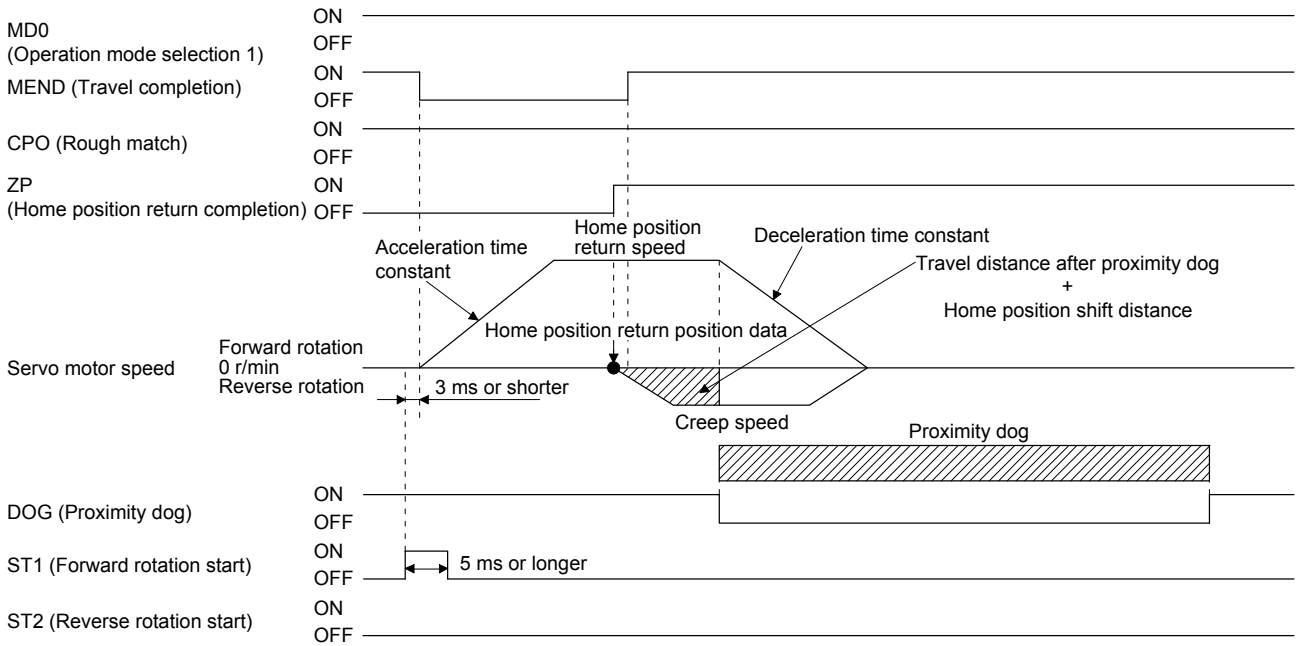 MD0
(Operation mode selection 1)
ON
OFF
MEND (Travel completion)
ON
OFF
CPO (Rough match)
ON
OFF
ZP
(Home position return completion)
ON
OFF
Acceleration time
constant
Home position
return speed
Deceleration time constant
Travel distance after proximity dog
+
Home position shift distance
Home position return position data
Servo motor speed
Forward rotation
0 r/min
Reverse rotation
3 ms or shorter
Creep speed
Proximity dog
DOG (Proximity dog)
ON
OFF
ST1 (Forward rotation start)
ON
OFF
5 ms or longer
ST2 (Reverse rotation start)
ON
OFF